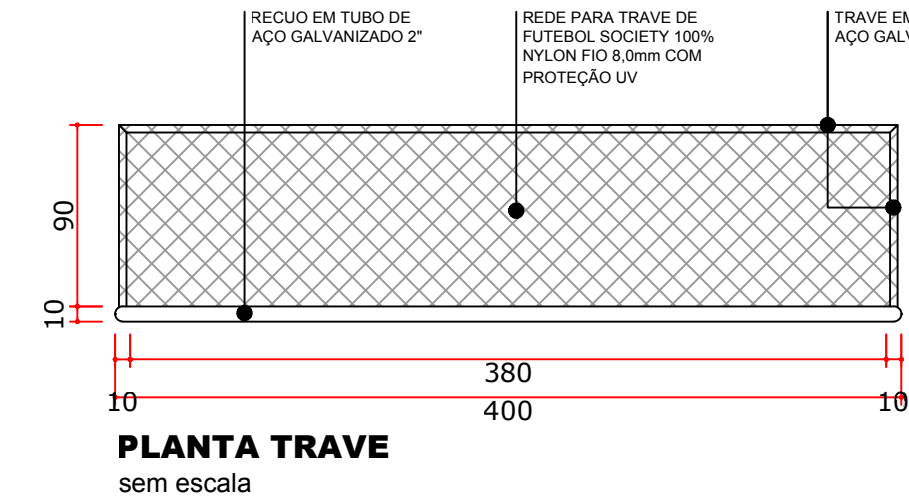 RECUO EM TUBO DE
AÇO GALVANIZADO 2"
REDE PARA TRAVE DE
FUTEBOL SOCIETY 100%
NYLON FIO 8,0mm COM
PROTEÇÃO UV
TRAVE EM
AÇO GALV
90
10
380
10
400
10
PLANTA TRAVE
sem escala